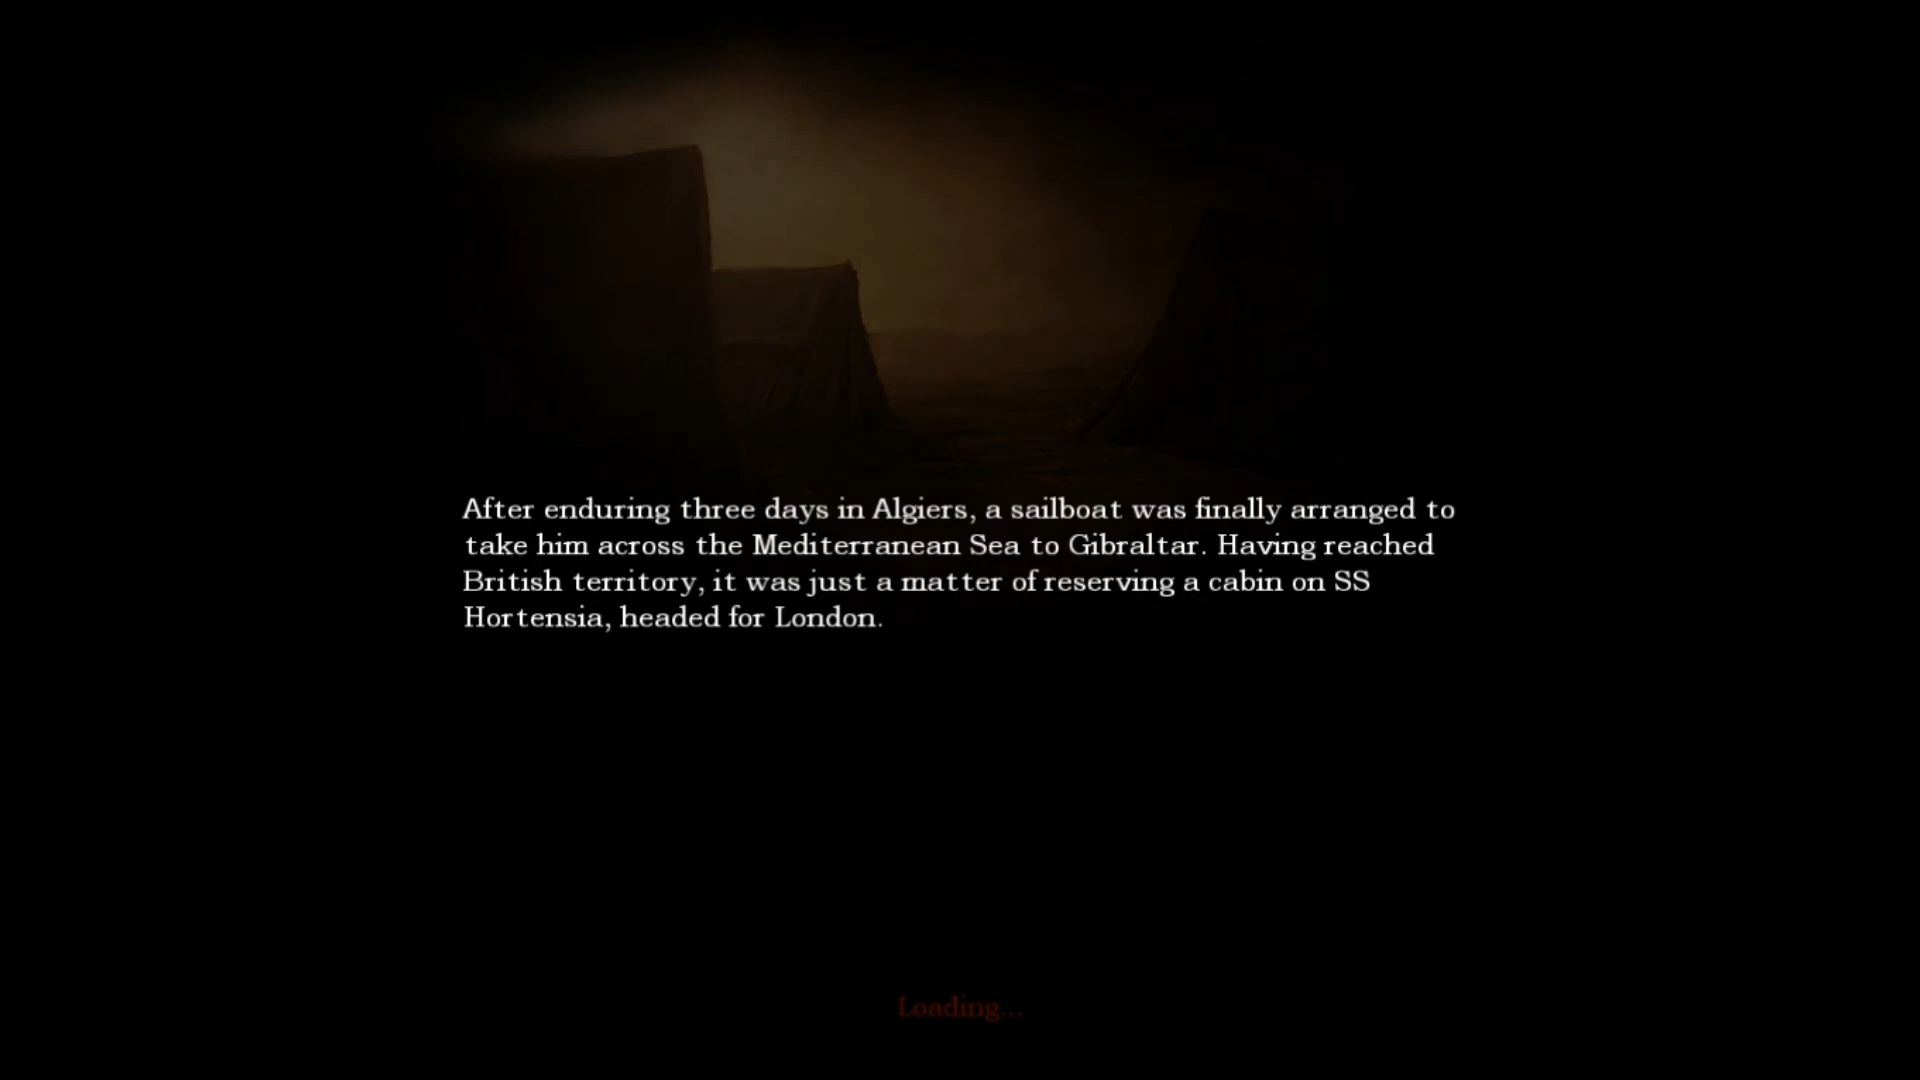 After enduring three days in Algiers, a sailboat was finally arranged to
take him across the Mediterranean Sea to Gibraltar. Having reached
British territory, it was just a matter of reserving a cabin on SS
Hortensia, headed for London.
Loading...